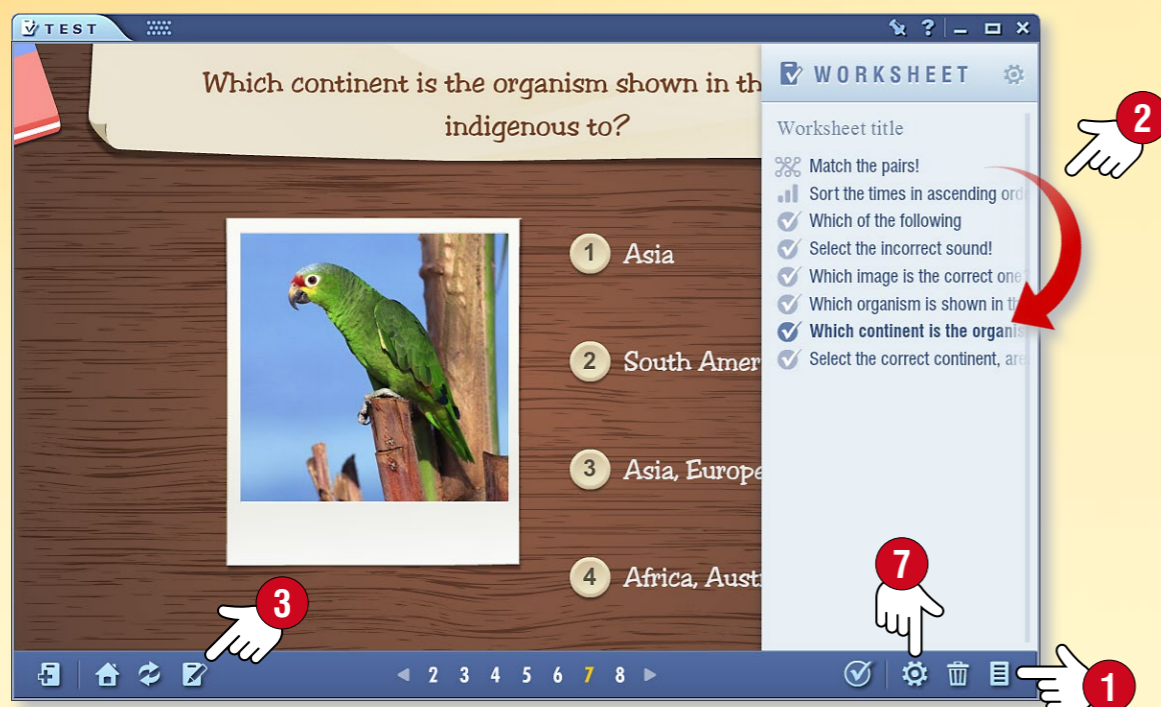 TEST
?
Which continent is the organism shown in th
indigenous to?
1 Asia
2 South Amer
3 Asia, Europe
4 Africa, Aust
WORKSHEET
Worksheet title
Match the pairs!
Sort the times in ascending orde
Which of the following
Select the incorrect sound!
Which image is the correct one?
Which organism is shown in th
Which continent is the organis
Select the correct continent, are
2
3
7
1
2 3 4 5 6 7 8